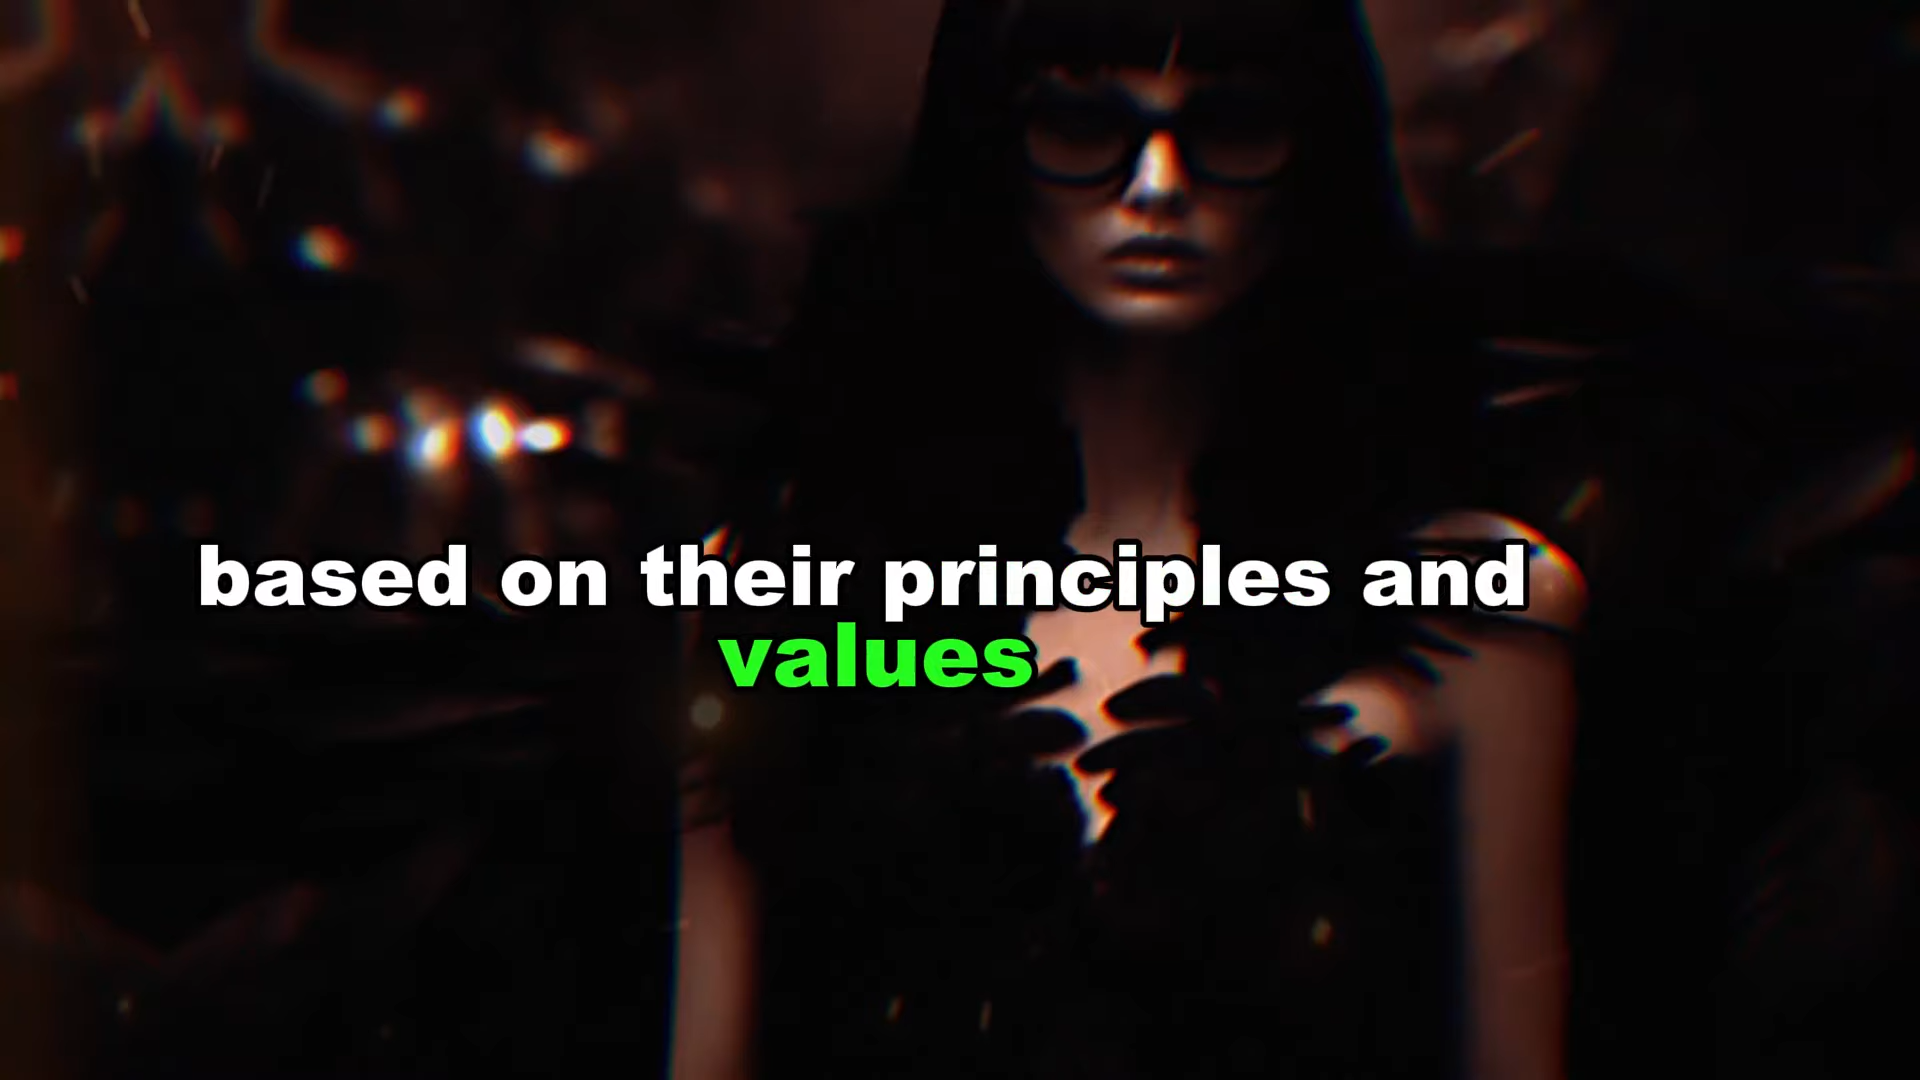 based on their principles and
values